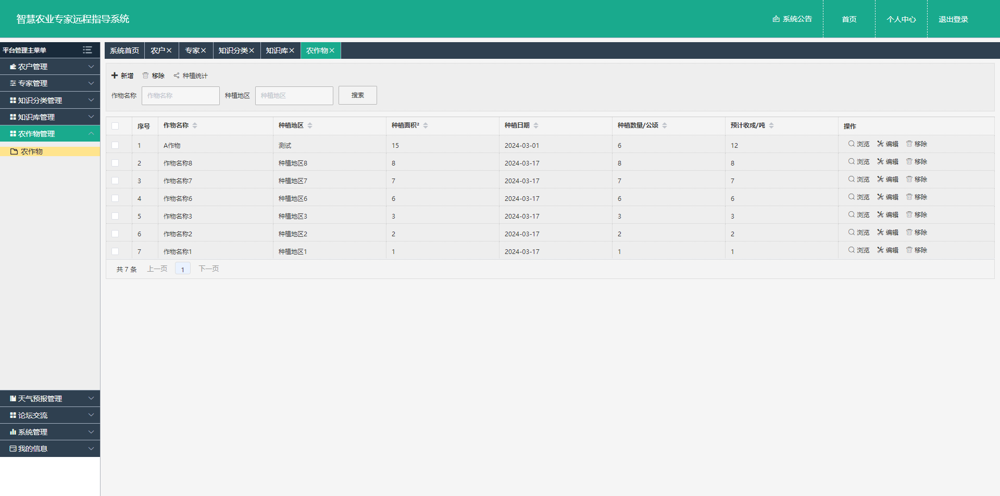 智慧农业专家远程指导系统
系统公告 首页 个人中心 退出登录
平台管理主菜单
农户管理
专家管理
知识分类管理
知识库管理
农作物管理
农作物
天气预报管理
论坛交流
系统管理
我的信息
系统首页 农户 专家 知识分类 知识库 农作物
新增 移除 种植统计
作物名称 作物名称 种植地区 种植地区 搜索
序号 作物名称 种植地区 种植面积² 种植日期 种植数量/公顷 预计收成/吨 操作
1 A作物 测试 15 2024-03-01 6 12 浏览 编辑 移除
2 作物名称8 种植地区8 8 2024-03-17 8 8 浏览 编辑 移除
3 作物名称7 种植地区7 7 2024-03-17 7 7 浏览 编辑 移除
4 作物名称6 种植地区6 6 2024-03-17 6 6 浏览 编辑 移除
5 作物名称3 种植地区3 3 2024-03-17 3 3 浏览 编辑 移除
6 作物名称2 种植地区2 2 2024-03-17 2 2 浏览 编辑 移除
7 作物名称1 种植地区1 1 2024-03-17 1 1 浏览 编辑 移除
共 7 条 上一页 1 下一页